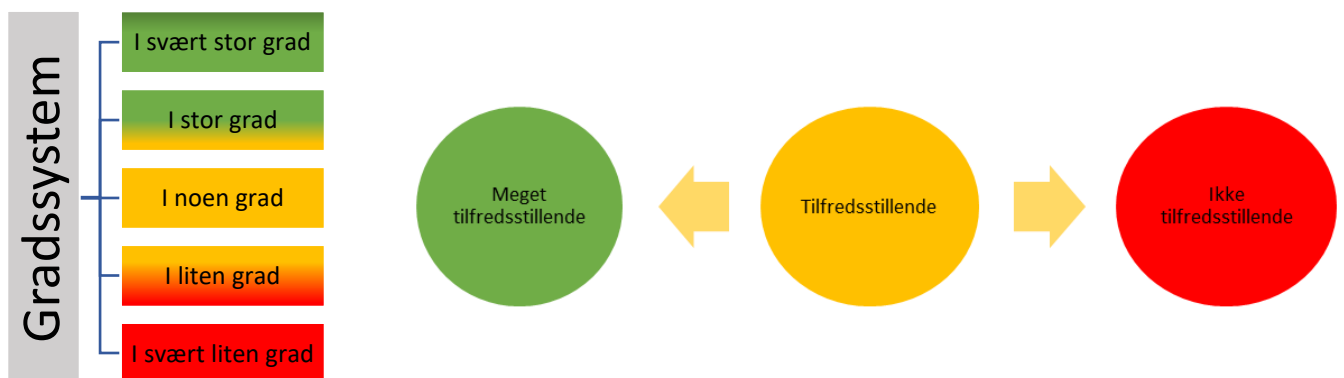 Gradssystem
I svært stor grad
I stor grad
I noen grad
I liten grad
I svært liten grad
Meget
tilfredsstillende
Tilfredsstillende
Ikke
tilfredsstillende